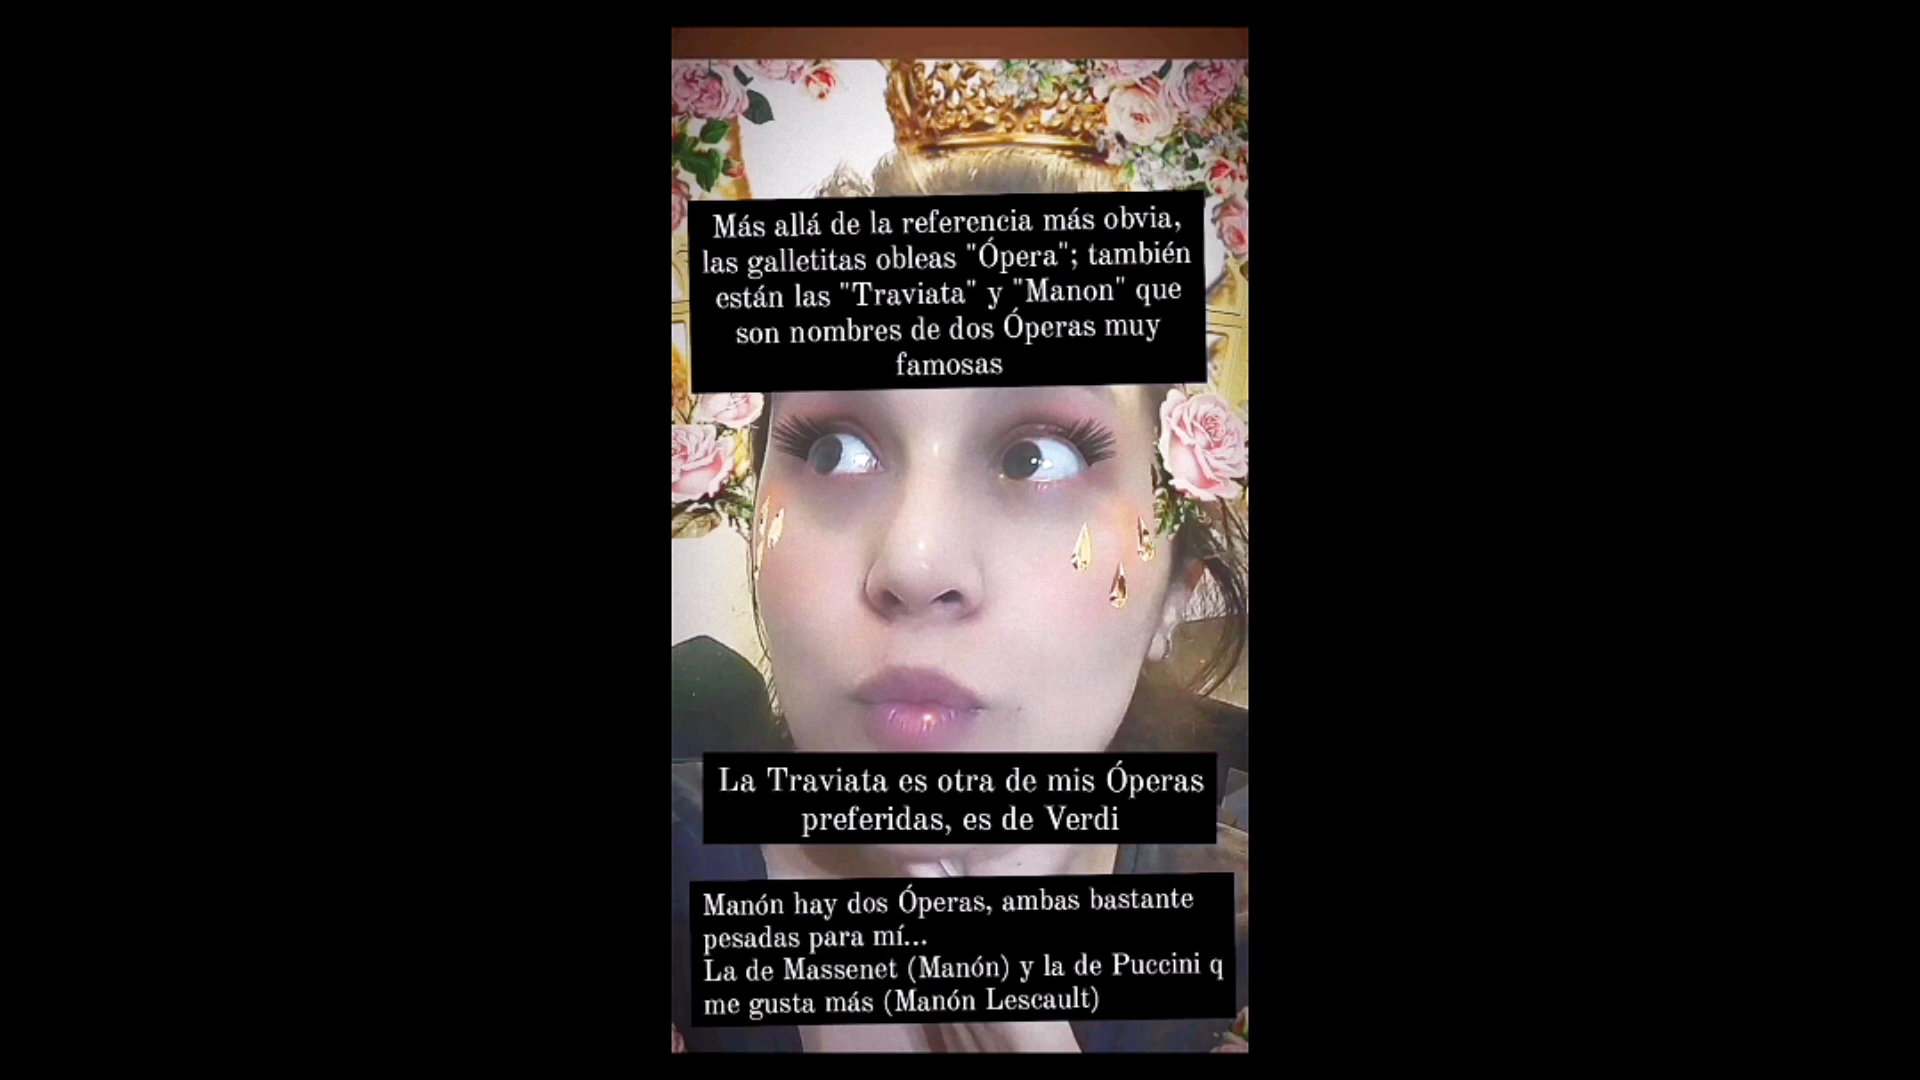 Más allá de la referencia más obvia,
las galletitas obleas "Ópera"; también
están las "Traviata" y "Manon" que
son nombres de dos Óperas muy
famosas
La Traviata es otra de mis Óperas
preferidas, es de Verdi
Manón hay dos Óperas, ambas bastante
pesadas para mí...
La de Massenet (Manón) y la de Puccini q
me gusta más (Manón Lescault)